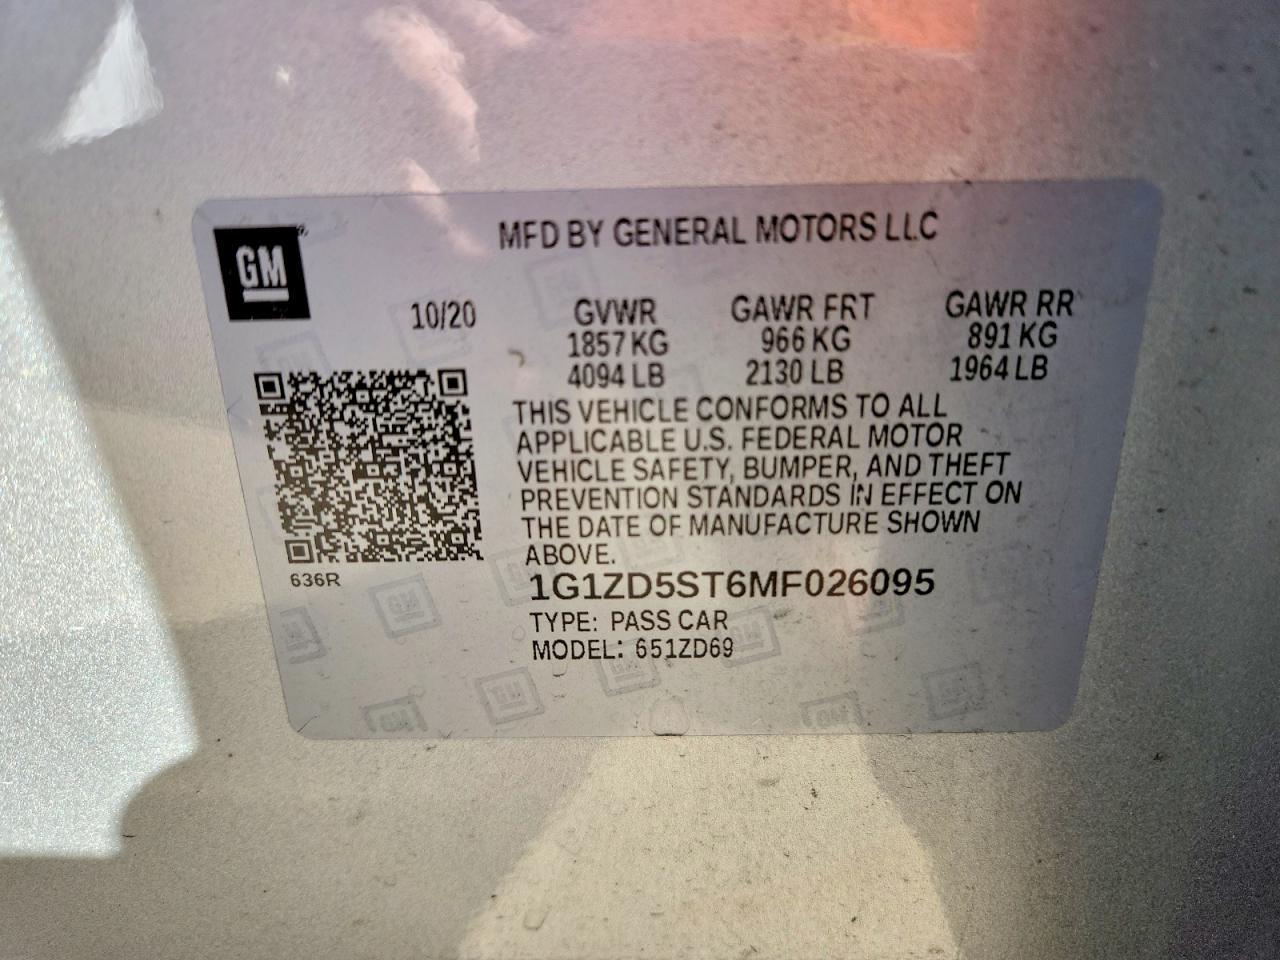 GM
MFD BY GENERAL MOTORS LLC
10/20 GVWR GAWR FRT GAWR RR
1857 KG 966 KG 891 KG
4094 LB 2130 LB 1964 LB
THIS VEHICLE CONFORMS TO ALL
APPLICABLE U.S. FEDERAL MOTOR
VEHICLE SAFETY, BUMPER, AND THEFT
PREVENTION STANDARDS IN EFFECT ON
THE DATE OF MANUFACTURE SHOWN
ABOVE.
636R
1G1ZD5ST6MF026095
TYPE: PASS CAR
MODEL: 651ZD69